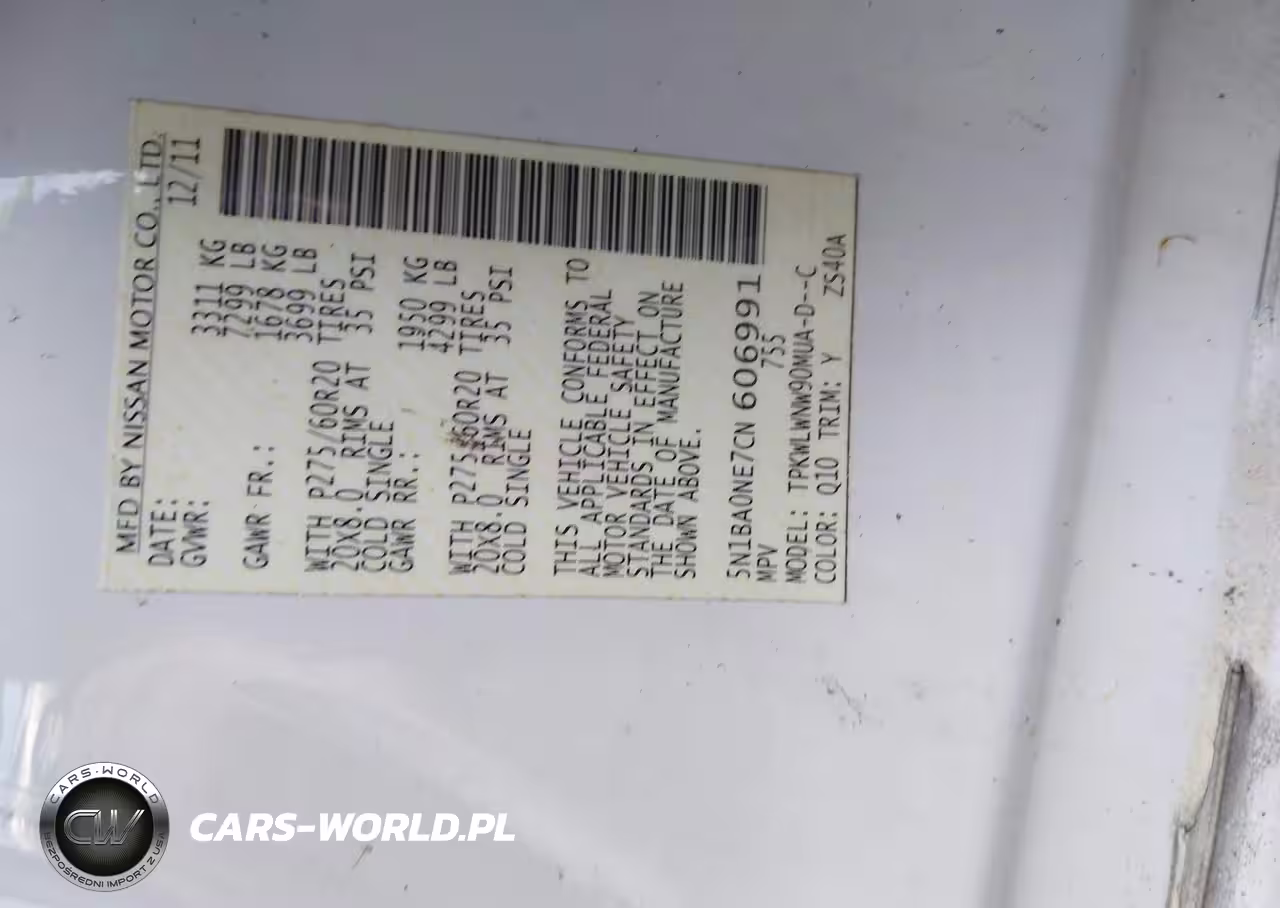 MFD BY NISSAN MOTOR CO., LTD.
DATE: 12/11
GVWR: 3311 KG
7299 LB
GAWR FR.: 1678 KG
3699 LB
WITH P275/60R20 TIRES
20X8.0 RIMS AT 35 PSI
COLD SINGLE
GAWR RR.: 1950 KG
4299 LB
WITH P275/60R20 TIRES
20X8.0 RIMS AT 35 PSI
COLD SINGLE
THIS VEHICLE CONFORMS TO
ALL APPLICABLE FEDERAL
MOTOR VEHICLE SAFETY
STANDARDS IN EFFECT ON
THE DATE OF MANUFACTURE
SHOWN ABOVE.
5N1BA0NE7CN 606991
MPV 755
MODEL: TPKWLWNW90MUA-D--C
COLOR: Q10 TRIM: Y ZS40A
CARS-WORLD
CW
BEZPOŚREDNI IMPORT Z USA
CARS-WORLD.PL